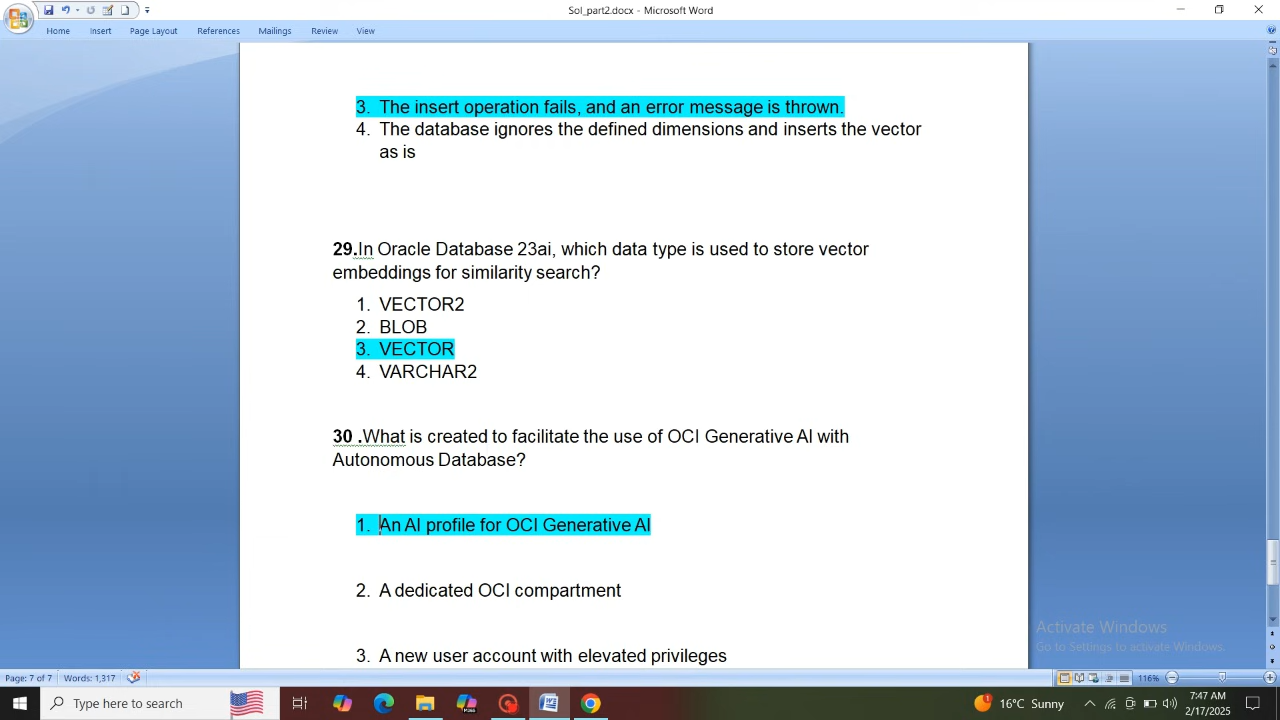 Sol_part2.docx - Microsoft Word
Home Insert Page Layout References Mailings Review View
3. The insert operation fails, and an error message is thrown.
4. The database ignores the defined dimensions and inserts the vector
as is
29.In Oracle Database 23ai, which data type is used to store vector
embeddings for similarity search?
1. VECTOR2
2. BLOB
3. VECTOR
4. VARCHAR2
30 .What is created to facilitate the use of OCI Generative AI with
Autonomous Database?
1. An AI profile for OCI Generative AI
2. A dedicated OCI compartment
3. A new user account with elevated privileges
Activate Windows
Go to Settings to activate Windows.
Page: 7 of 7 Words: 1,317 116%
Type here to search 16°C Sunny 7:47 AM
2/17/2025